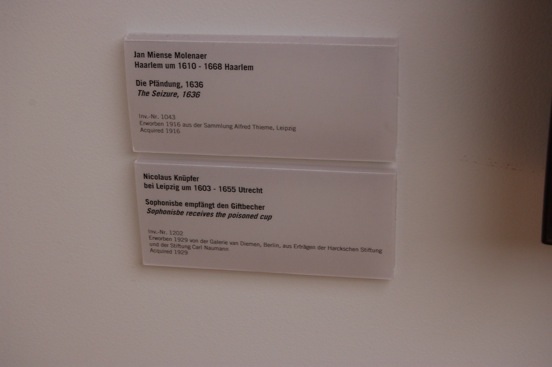 Jan Miense Molenaer
Haarlem um 1610 - 1668 Haarlem
Die Pfändung, 1636
The Seizure, 1636
Inv.-Nr. 1043
Erworben 1916 aus der Sammlung Alfred Thieme, Leipzig
Acquired 1916
Nicolaus Knüpfer
bei Leipzig um 1603 - 1655 Utrecht
Sophonisbe empfängt den Giftbecher
Sophonisbe receives the poisoned cup
Inv.-Nr. 1203
Erworben 1929 von der Galerie van Diemen, Berlin, aus Erträgen der Harckschen Stiftung
und der Stiftung Carl Naumann
Acquired 1929